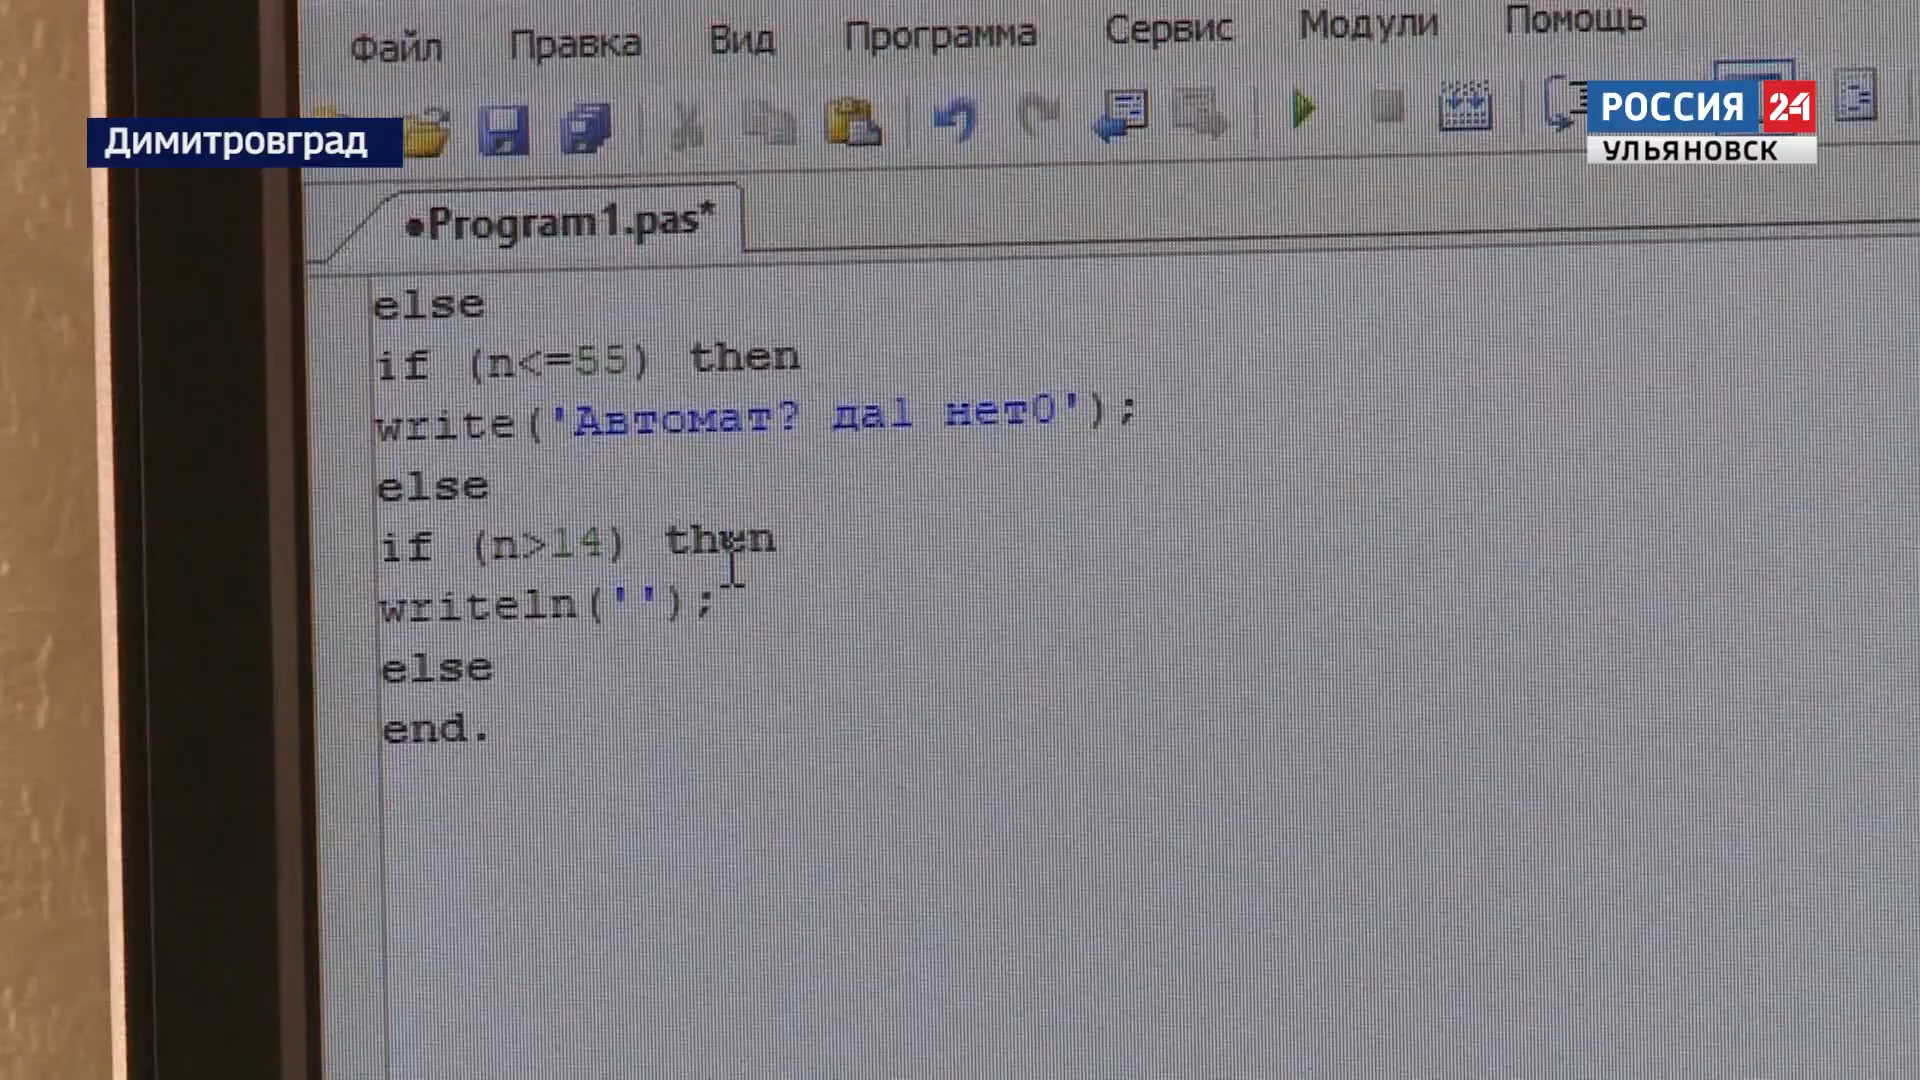 Файл Правка Вид Программа Сервис Модули Помощь
Димитровград
РОССИЯ 24
УЛЬЯНОВСК
•Program1.pas*
else
if (n<=55) then
write('Автомат? да1 нет0');
else
if (n>14) then
writeln('');
else
end.